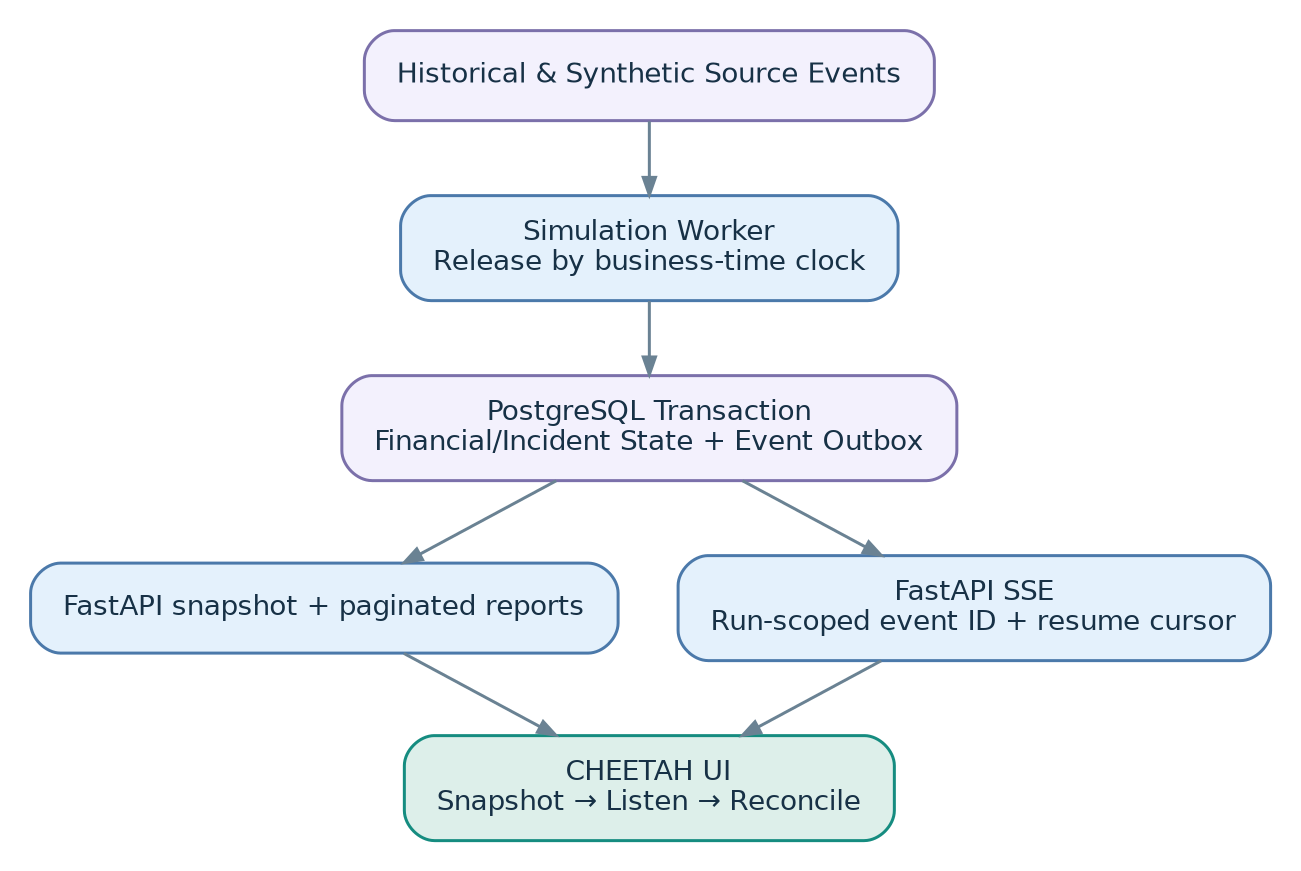 Historical & Synthetic Source Events
Simulation Worker
Release by business-time clock
PostgreSQL Transaction
Financial/Incident State + Event Outbox
FastAPI snapshot + paginated reports
FastAPI SSE
Run-scoped event ID + resume cursor
CHEETAH UI
Snapshot → Listen → Reconcile